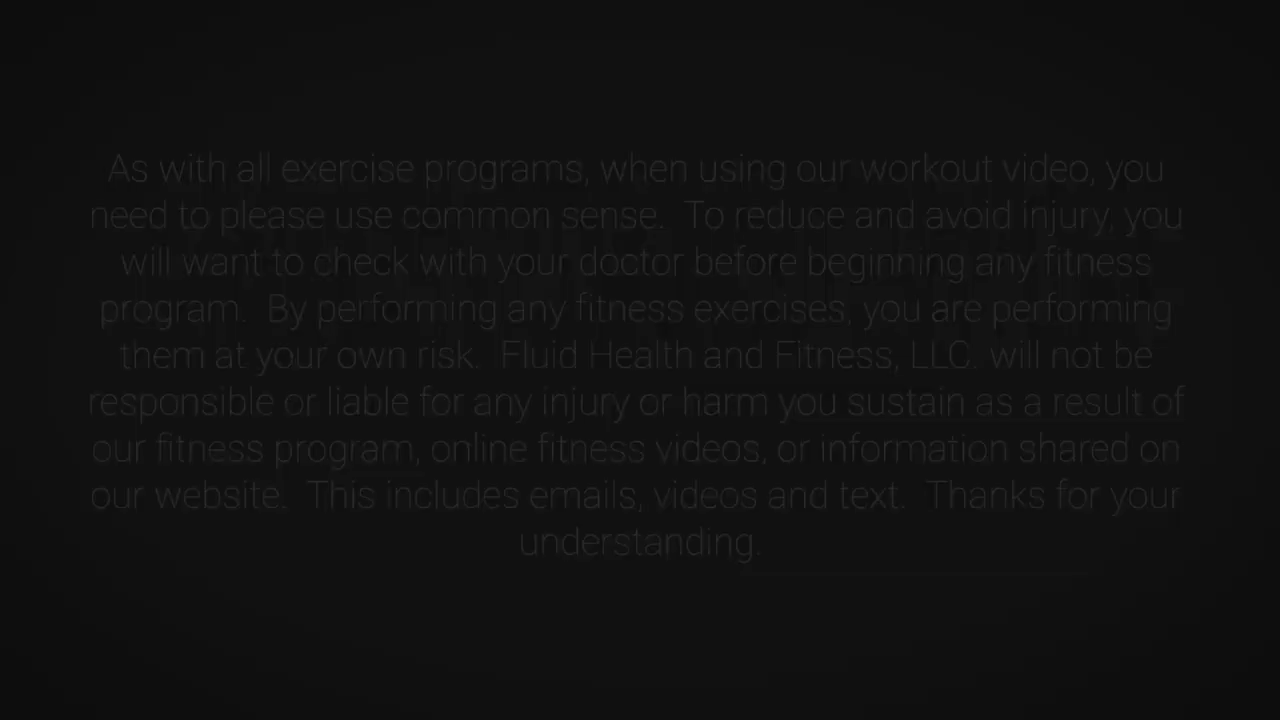 As with all exercise programs, when using our workout video, you
need to please use common sense.  To reduce and avoid injury, you
will want to check with your doctor before beginning any fitness
program.  By performing any fitness exercises, you are performing
them at your own risk.  Fluid Health and Fitness, LLC. will not be
responsible or liable for any injury or harm you sustain as a result of
our fitness program, online fitness videos, or information shared on
our website.  This includes emails, videos and text.  Thanks for your
understanding.